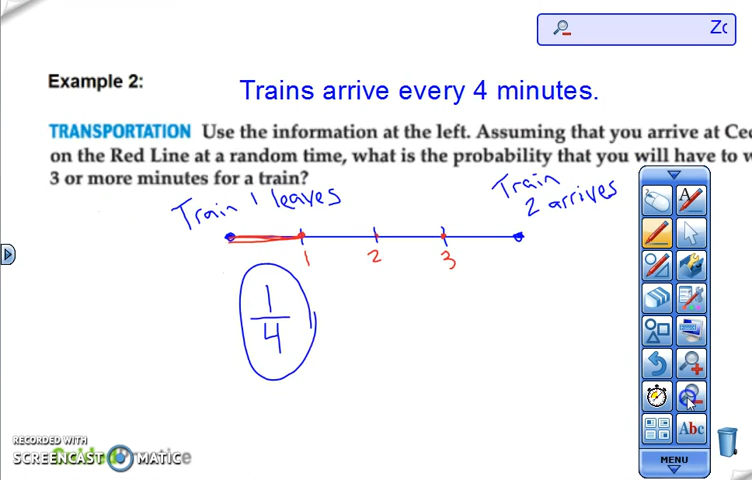 Example 2:
Trains arrive every 4 minutes.
TRANSPORTATION Use the information at the left. Assuming that you arrive at Ce
on the Red Line at a random time, what is the probability that you will have to w
3 or more minutes for a train?
Train 1 leaves
Train
2 arrives
1 2 3
1
4
Abc
MENU
RECORDED WITH
SCREENCAST MATIC